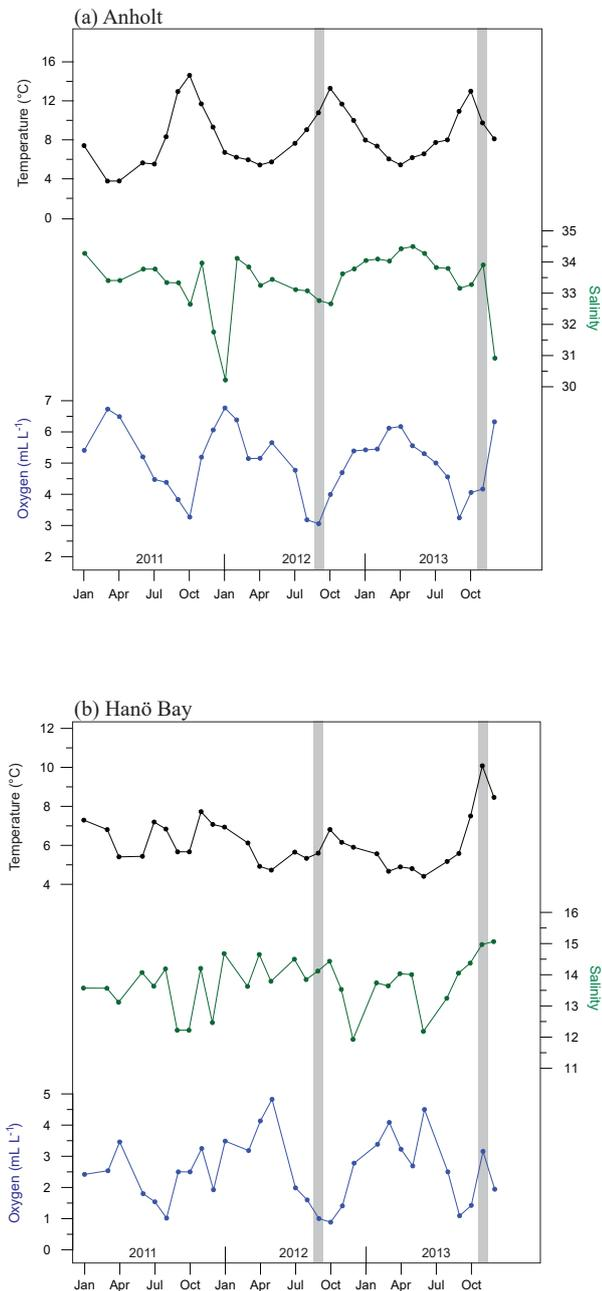 (a) Anholt
16
12
8
4
0
Temperature (°C)
35
34
33
32
31
30
Salinity
7
6
5
4
3
2
Oxygen (mL L-1)
2011 2012 2013
Jan Apr Jul Oct Jan Apr Jul Oct Jan Apr Jul Oct
(b) Hanö Bay
12
10
8
6
4
Temperature (°C)
16
15
14
13
12
11
Salinity
5
4
3
2
1
0
Oxygen (mL L-1)
2011 2012 2013
Jan Apr Jul Oct Jan Apr Jul Oct Jan Apr Jul Oct